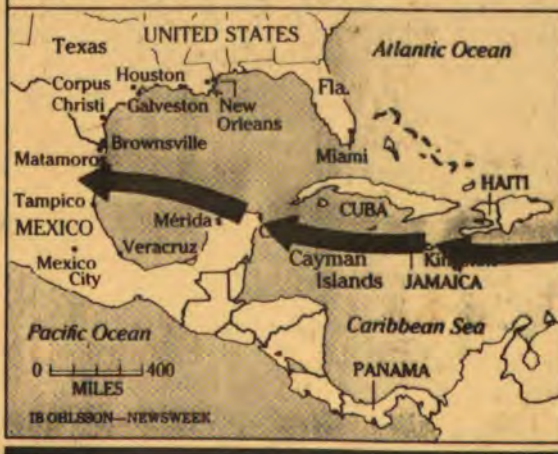 UNITED STATES
Texas
Atlantic Ocean
Houston
Corpus
Christi
Galveston
New
Orleans
Fla.
Brownsville
Miami
Matamoro
HAITI
Tampico
CUBA
MEXICO
Mérida
Veracruz
Cayman
Islands
JAMAICA
Mexico
City
Caribbean Sea
Pacific Ocean
0 400
MILES
PANAMA
IB OHLSSON—NEWSWEEK